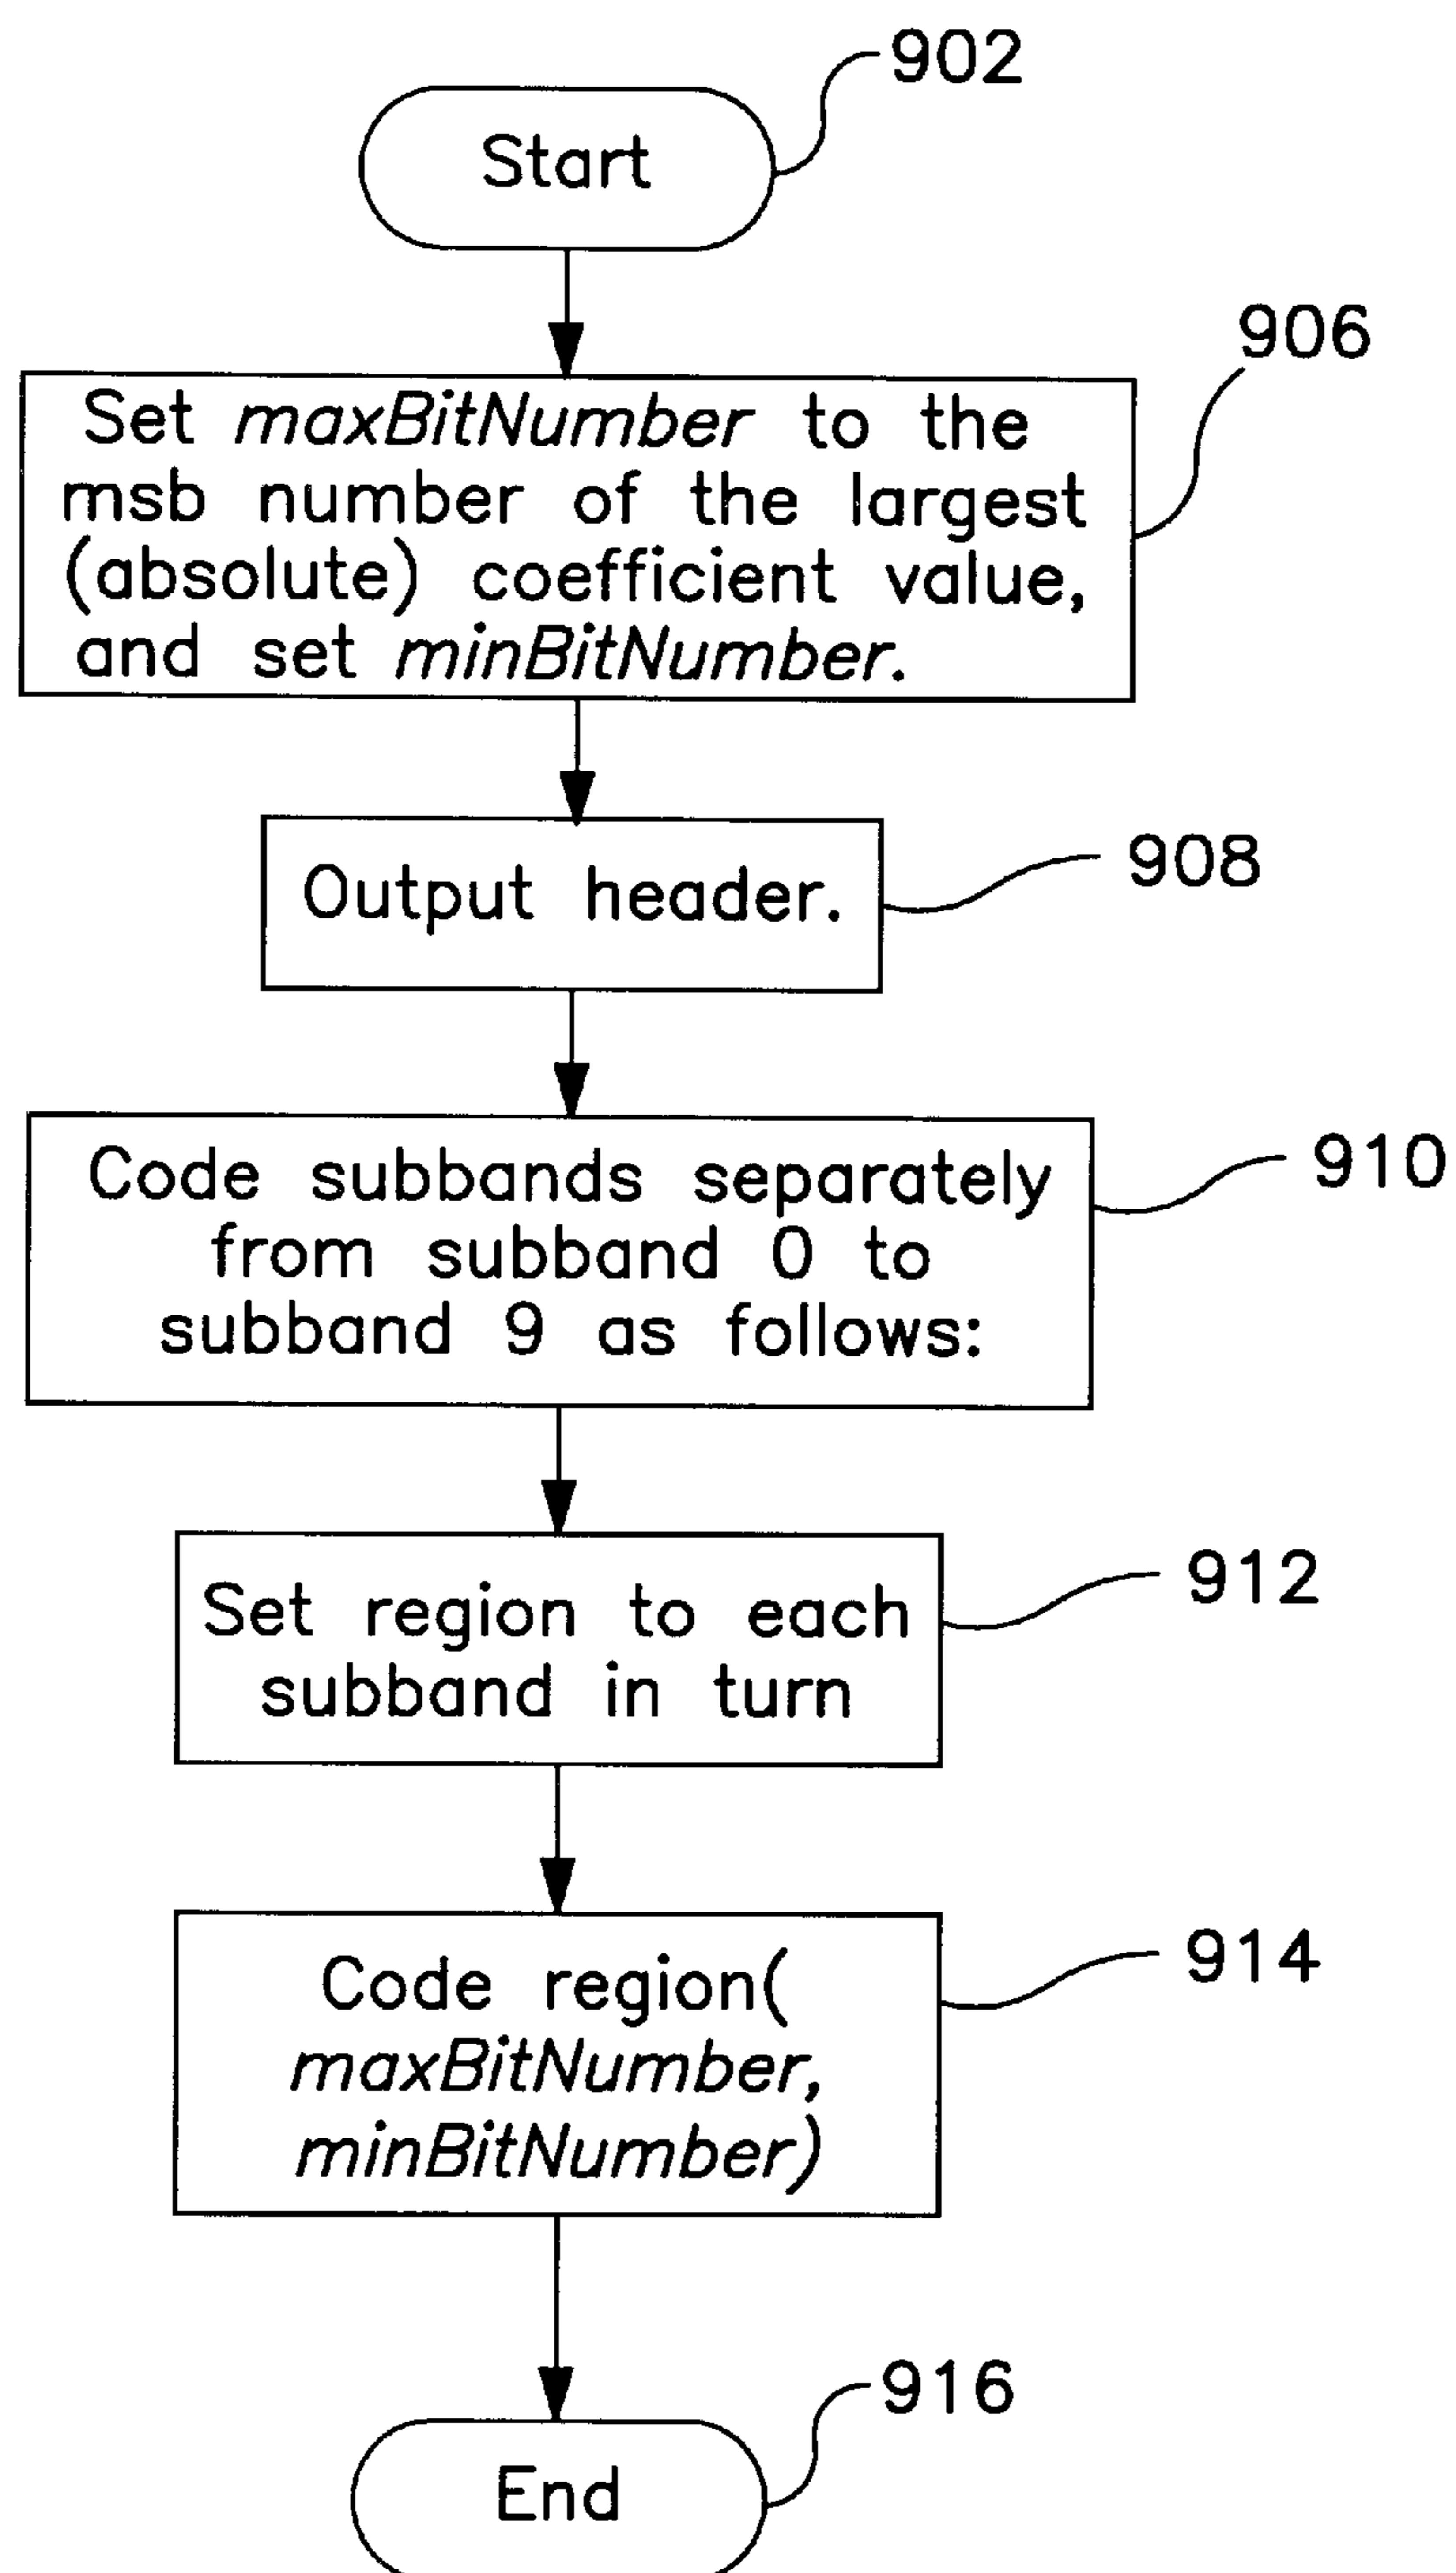 902
Start
906
Set maxBitNumber to the
msb number of the largest
(absolute) coefficient value,
and set minBitNumber.
908
Output header.
910
Code subbands separately
from subband 0 to
subband 9 as follows:
912
Set region to each
subband in turn
914
Code region(
maxBitNumber,
minBitNumber)
916
End